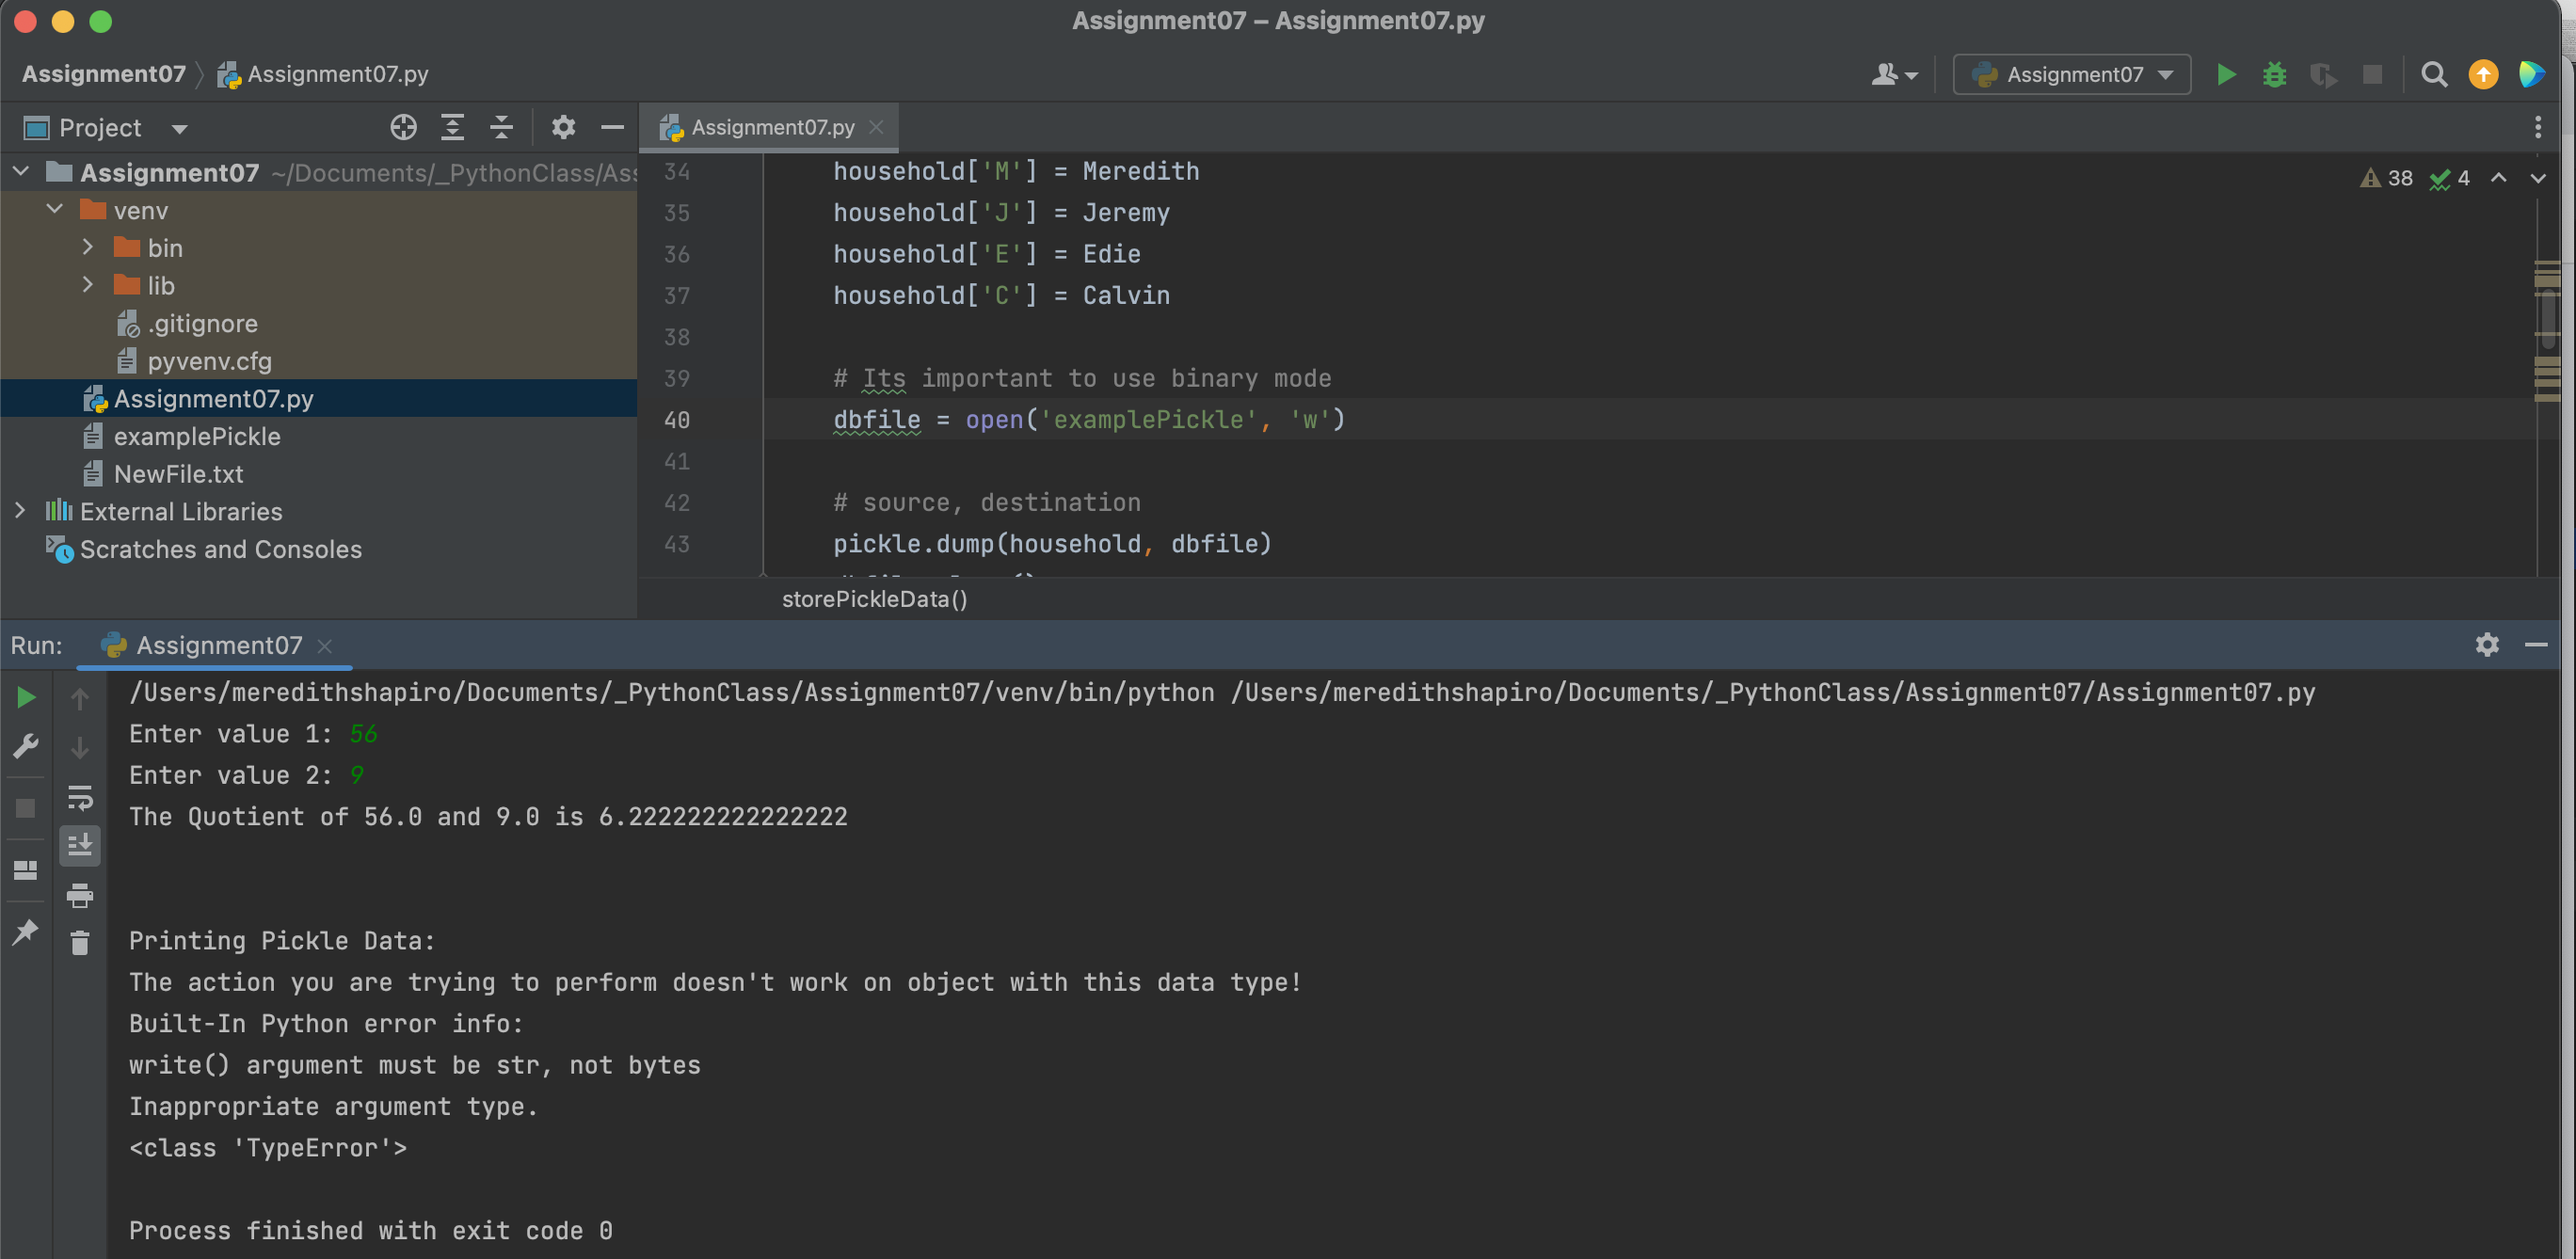 Assignment07 – Assignment07.py
Assignment07 Assignment07.py
Assignment07
Project
Assignment07.py
Assignment07 ~/Documents/_PythonClass/Ass
venv
bin
lib
.gitignore
pyvenv.cfg
Assignment07.py
examplePickle
NewFile.txt
External Libraries
Scratches and Consoles
38 4
34 household['M'] = Meredith
35 household['J'] = Jeremy
36 household['E'] = Edie
37 household['C'] = Calvin
38
39 # Its important to use binary mode
40 dbfile = open('examplePickle', 'w')
41
42 # source, destination
43 pickle.dump(household, dbfile)
storePickleData()
Run: Assignment07
/Users/meredithshapiro/Documents/_PythonClass/Assignment07/venv/bin/python /Users/meredithshapiro/Documents/_PythonClass/Assignment07/Assignment07.py
Enter value 1: 56
Enter value 2: 9
The Quotient of 56.0 and 9.0 is 6.222222222222222
Printing Pickle Data:
The action you are trying to perform doesn't work on object with this data type!
Built-In Python error info:
write() argument must be str, not bytes
Inappropriate argument type.
<class 'TypeError'>
Process finished with exit code 0